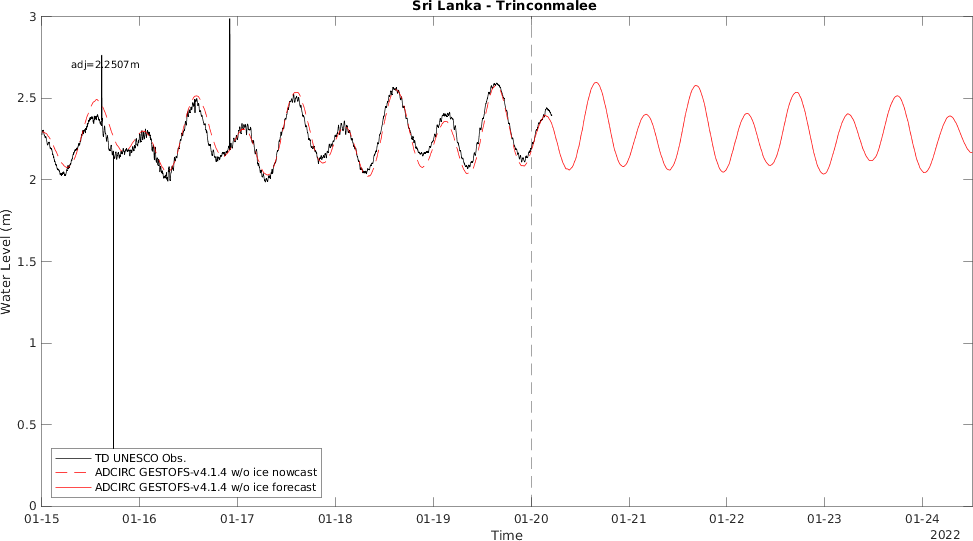 Sri Lanka - Trinconmalee
3
adj=2.2507m
2.5
2
1.5
1
0.5
0
Water Level (m)
TD UNESCO Obs.
ADCIRC GESTOFS-v4.1.4 w/o ice nowcast
ADCIRC GESTOFS-v4.1.4 w/o ice forecast
01-15 01-16 01-17 01-18 01-19 01-20 01-21 01-22 01-23 01-24
Time
2022